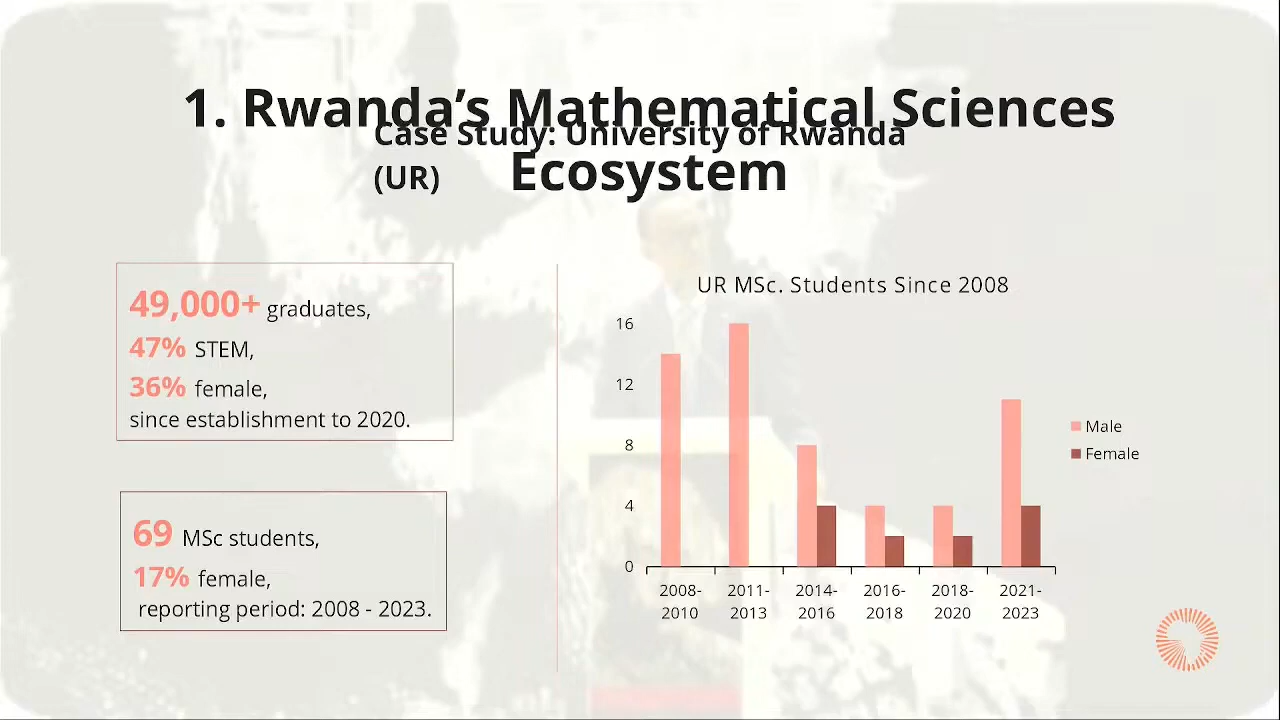 1. Rwanda’s Mathematical Sciences
Ecosystem
Case Study: University of Rwanda
(UR)
49,000+ graduates,
47% STEM,
36% female,
since establishment to 2020.
69 MSc students,
17% female,
reporting period: 2008 - 2023.
UR MSc. Students Since 2008
16
12
8
4
0
2008-
2010
2011-
2013
2014-
2016
2016-
2018
2018-
2020
2021-
2023
Male
Female